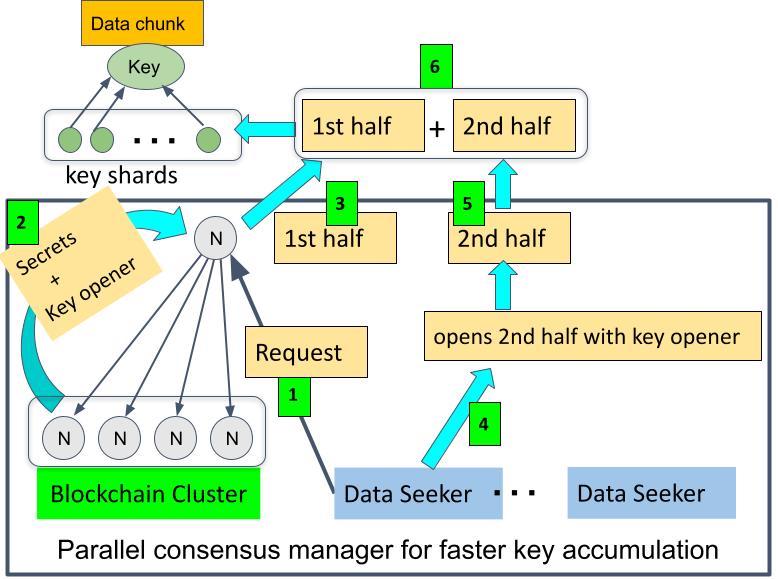 Data chunk
Key
6
1st half + 2nd half
. . .
key shards
2
Secrets
+
Key opener
N
3
1st half
5
2nd half
Request
opens 2nd half with key opener
1
4
N N N N
Blockchain Cluster
Data Seeker . . . Data Seeker
Parallel consensus manager for faster key accumulation